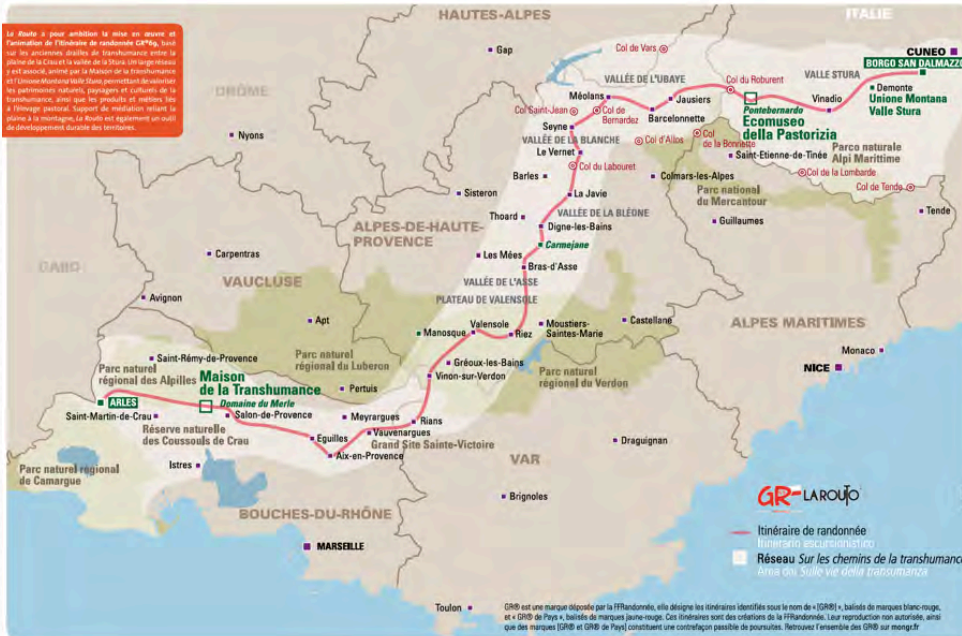 La Routo a pour ambition la mise en œuvre et
l'animation de l'itinéraire de randonnée GR®69, basé
sur les anciennes drailles de transhumance entre la
plaine de la Crau et la vallée de la Stura. Un large réseau
y est associé, animé par la Maison de la transhumance
et l'Unione Montana Valle Stura, permettant de valoriser
les patrimoines naturels, paysagers et culturels de la
transhumance, ainsi que les produits et métiers liés
à l'élevage pastoral. Support de médiation reliant la
plaine à la montagne, La Routo est également un outil
de développement durable des territoires.
HAUTES-ALPES
ITALIE
Gap
Col de Vars
CUNEO
BORGO SAN DALMAZZO
VALLÉE DE L'UBAYE
Col du Roburent
VALLE STURA
DRÔME
Méolans
Jausiers
Demonte
Unione Montana
Valle Stura
Col Saint-Jean
Col de
Bernardez
Barcelonnette
Pontebernardo
Ecomuseo
della Pastorizia
Vinadio
Nyons
Seyne
VALLÉE DE LA BLANCHE
Col d'Allos
Col
de la Bonnette
Le Vernet
Saint-Etienne-de-Tinée
Parco naturale
Alpi Marittime
Col du Labouret
Barles
Colmars-les-Alpes
Col de la Lombarde
Sisteron
La Javie
Parc national
du Mercantour
Col de Tende
Thoard
VALLÉE DE LA BLÉONE
Guillaumes
Tende
ALPES-DE-HAUTE-
PROVENCE
Digne-les-Bains
Carmejane
Carpentras
Les Mées
Bras-d'Asse
GARD
VAUCLUSE
VALLÉE DE L'ASSE
Avignon
PLATEAU DE VALENSOLE
Apt
Valensole
Moustiers-
Saintes-Marie
Castellane
Manosque
Riez
ALPES MARITIMES
Saint-Rémy-de-Provence
Parc naturel
régional du Luberon
Monaco
Parc naturel
régional des Alpilles
Gréoux-les-Bains
NICE
Maison
de la Transhumance
Domaine du Merle
Vinon-sur-Verdon
Parc naturel
régional du Verdon
Pertuis
ARLES
Saint-Martin-de-Crau
Salon-de-Provence
Meyrargues
Rians
Réserve naturelle
des Coussouls de Crau
Vauvenargues
Eguilles
Grand Site Sainte-Victoire
Draguignan
Aix-en-Provence
Parc naturel régional
de Camargue
Istres
VAR
Brignoles
GR LA ROUTO
BOUCHES-DU-RHÔNE
Itinéraire de randonnée
Itinerario escursionistico
MARSEILLE
Réseau Sur les chemins de la transhumance
Area dei Sulle vie della transumanza
Toulon
GR® est une marque déposée par la FFRandonnée, elle désigne les itinéraires identifiés sous le nom de « [GR®] », balisés de marques blanc-rouge,
et « GR® de Pays », balisés de marques jaune-rouge. Ces itinéraires sont des créations de la FFRandonnée. Leur reproduction non autorisée, ainsi
que des marques [GR® et GR® de Pays] constituent une contrefaçon passible de poursuites. Retrouvez l'ensemble des GR® sur mongr.fr